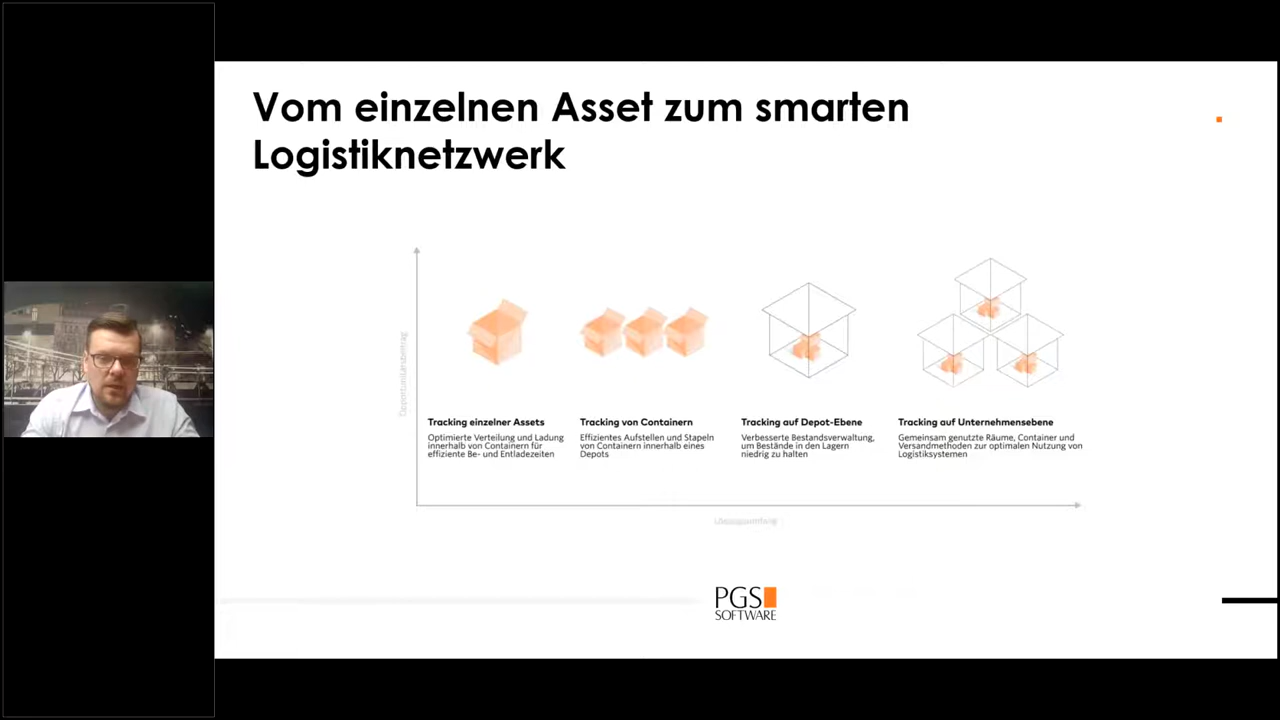 Vom einzelnen Asset zum smarten
Logistiknetzwerk
Tracking einzelner Assets
Optimierte Verteilung und Ladung
innerhalb von Containern für
effiziente Be- und Entladezeiten
Tracking von Containern
Effizientes Aufstellen und Stapeln
von Containern innerhalb eines
Depots
Tracking auf Depot-Ebene
Verbesserte Bestandsverwaltung,
um Bestände in den Lagern
niedrig zu halten
Tracking auf Unternehmensebene
Gemeinsam genutzte Räume, Container und
Versandmethoden zur optimalen Nutzung von
Logistiksystemen
PGS
SOFTWARE